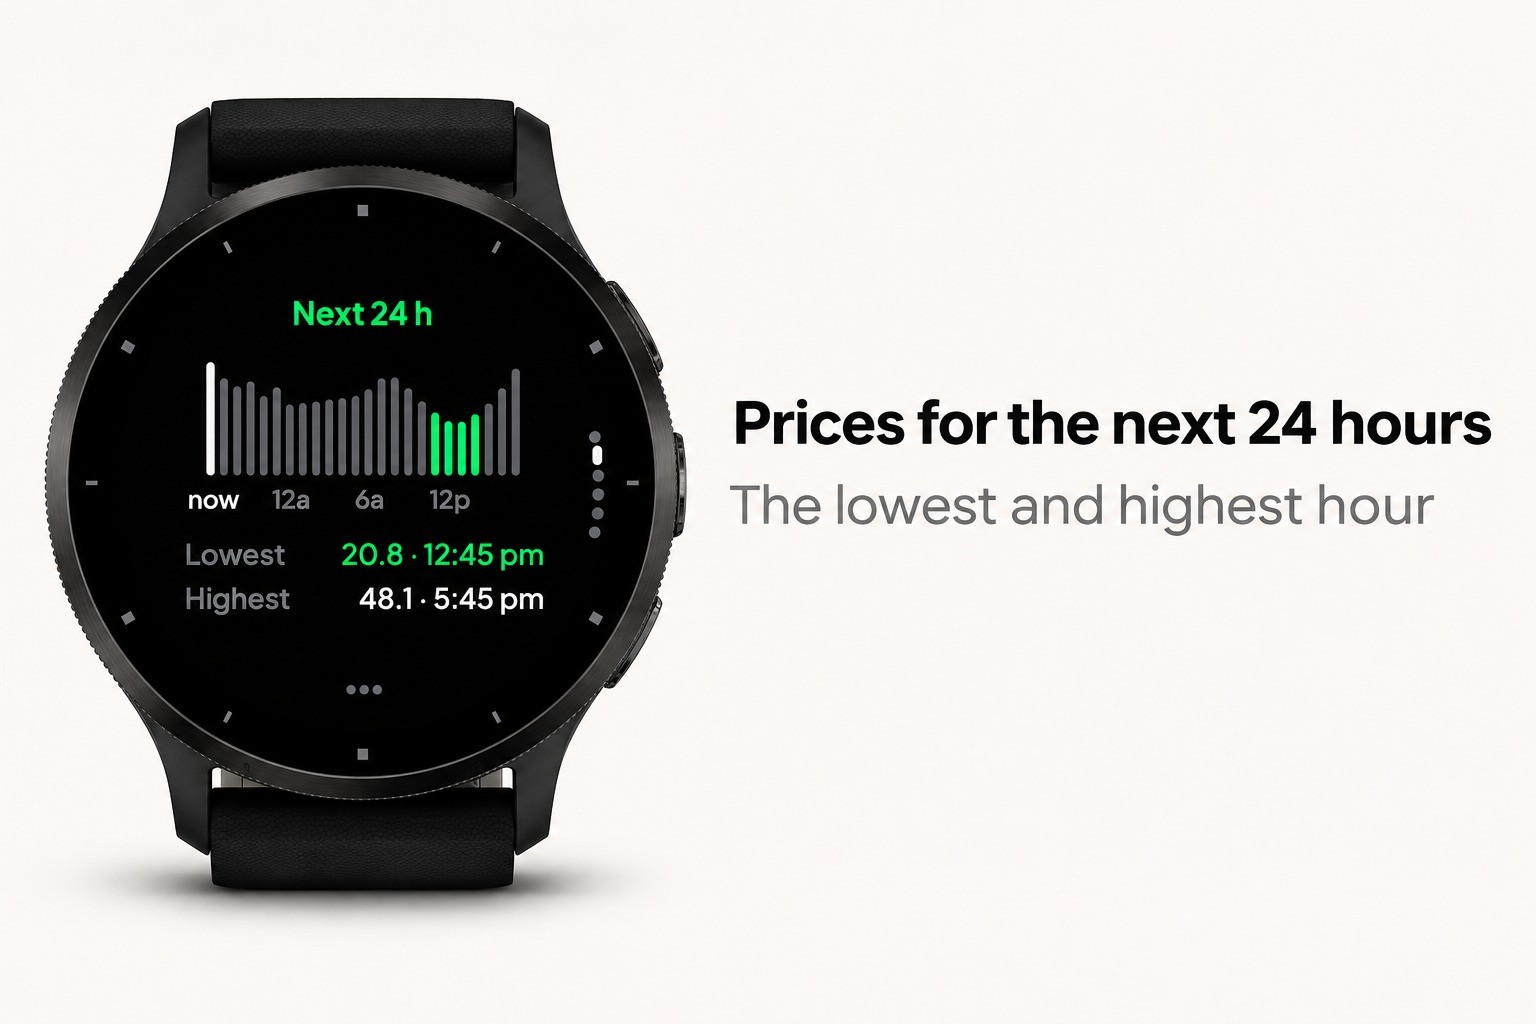 Next 24 h
now 12a 6a 12p
Lowest 20.8 · 12:45 pm
Highest 48.1 · 5:45 pm
Prices for the next 24 hours
The lowest and highest hour